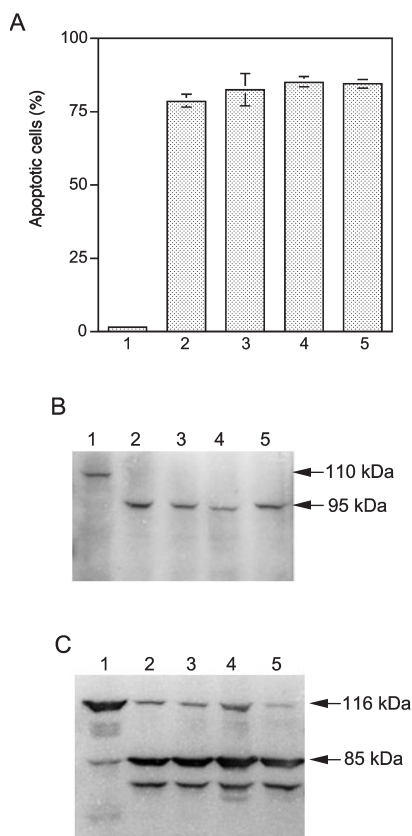 A
Apoptotic cells (%)
100
75
50
25
0
1 2 3 4 5
B
1 2 3 4 5
110 kDa
95 kDa
C
1 2 3 4 5
116 kDa
85 kDa